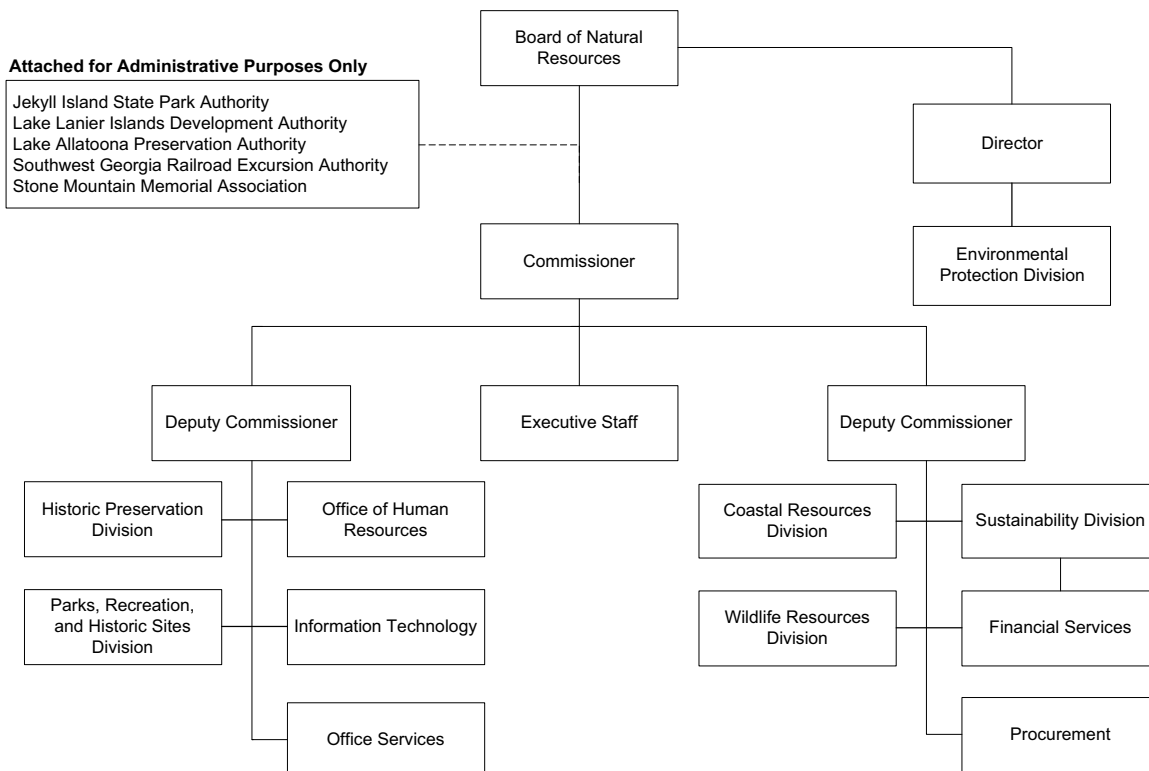 Board of Natural
Resources
Attached for Administrative Purposes Only
Jekyll Island State Park Authority
Lake Lanier Islands Development Authority
Lake Allatoona Preservation Authority
Southwest Georgia Railroad Excursion Authority
Stone Mountain Memorial Association
Director
Commissioner
Environmental
Protection Division
Deputy Commissioner
Executive Staff
Deputy Commissioner
Historic Preservation
Division
Office of Human
Resources
Coastal Resources
Division
Sustainability Division
Parks, Recreation,
and Historic Sites
Division
Information Technology
Wildlife Resources
Division
Financial Services
Office Services
Procurement